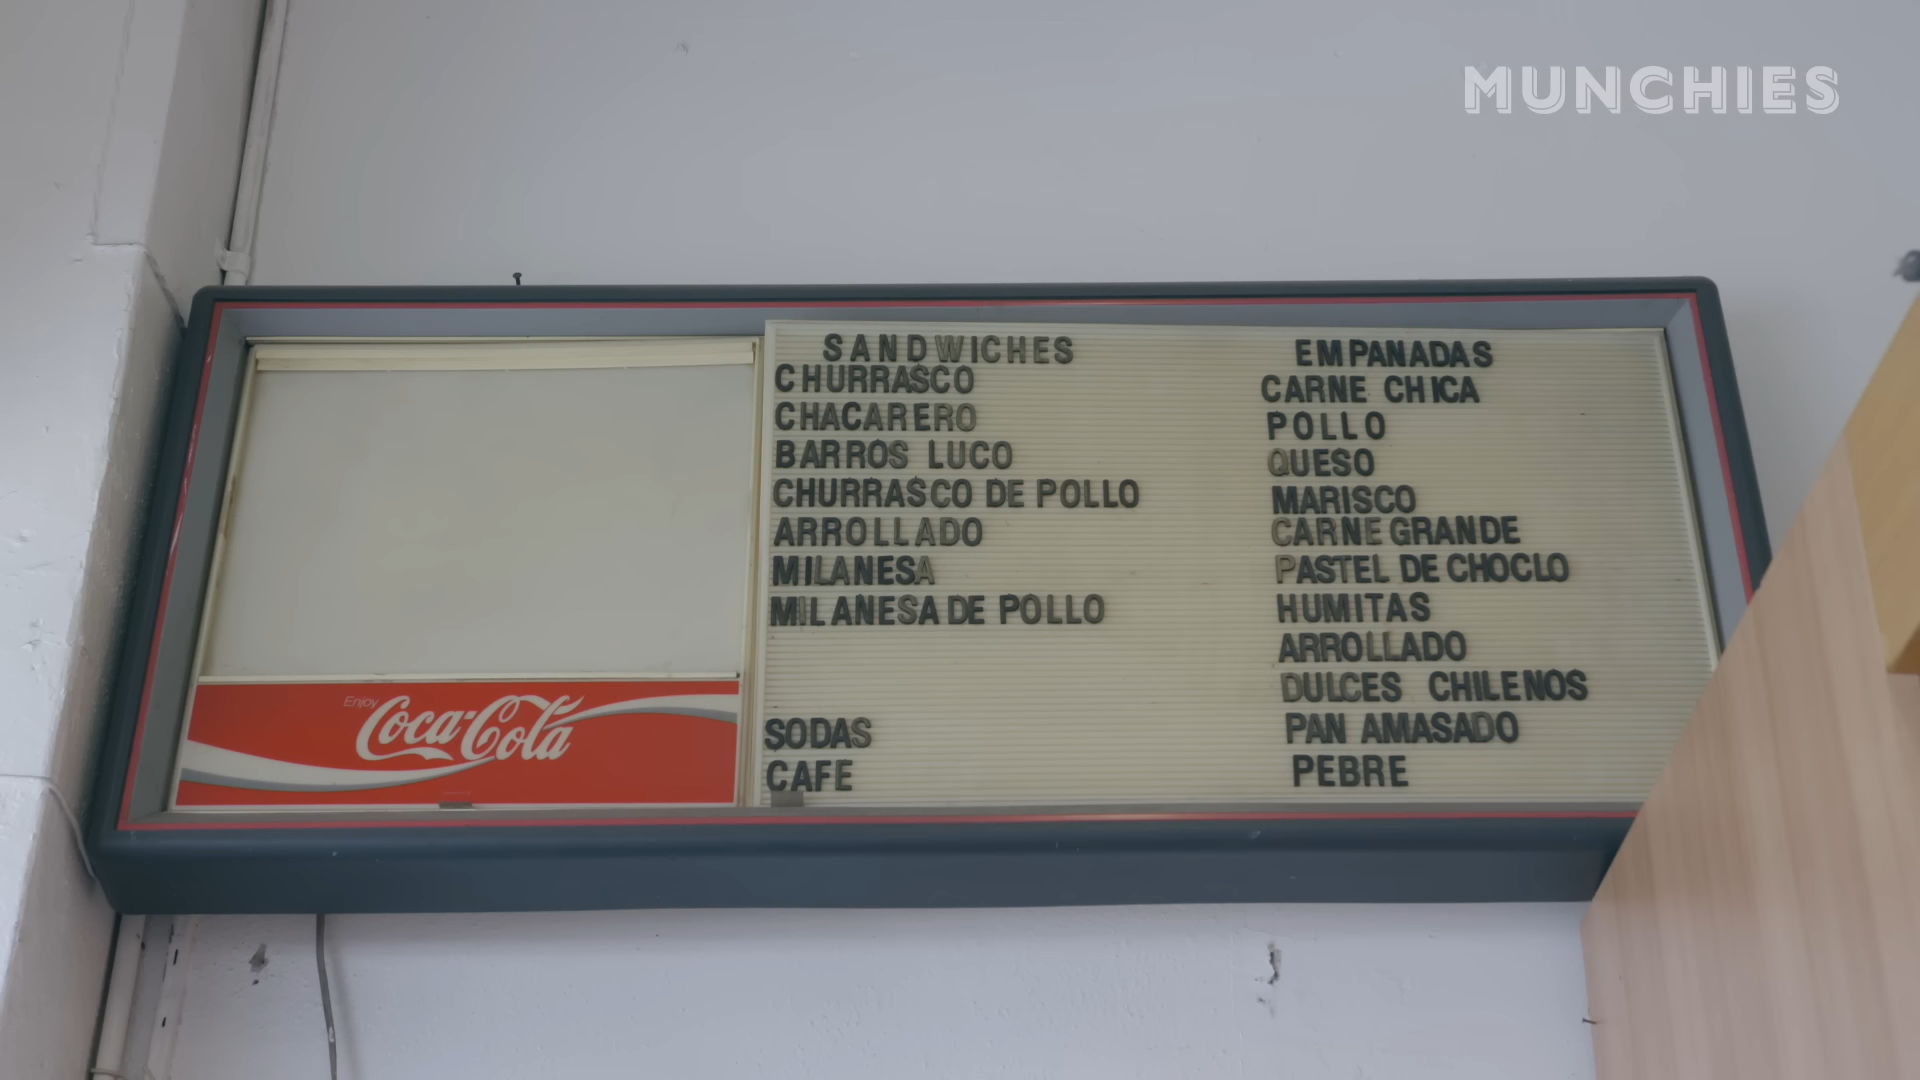 MUNCHIES
SANDWICHES
CHURRASCO
CHACARERO
BARROS LUCO
CHURRASCO DE POLLO
ARROLLADO
MILANESA
MILANESA DE POLLO
SODAS
CAFE
EMPANADAS
CARNE CHICA
POLLO
QUESO
MARISCO
CARNE GRANDE
PASTEL DE CHOCLO
HUMITAS
ARROLLADO
DULCES CHILENOS
PAN AMASADO
PEBRE
Enjoy
Coca-Cola